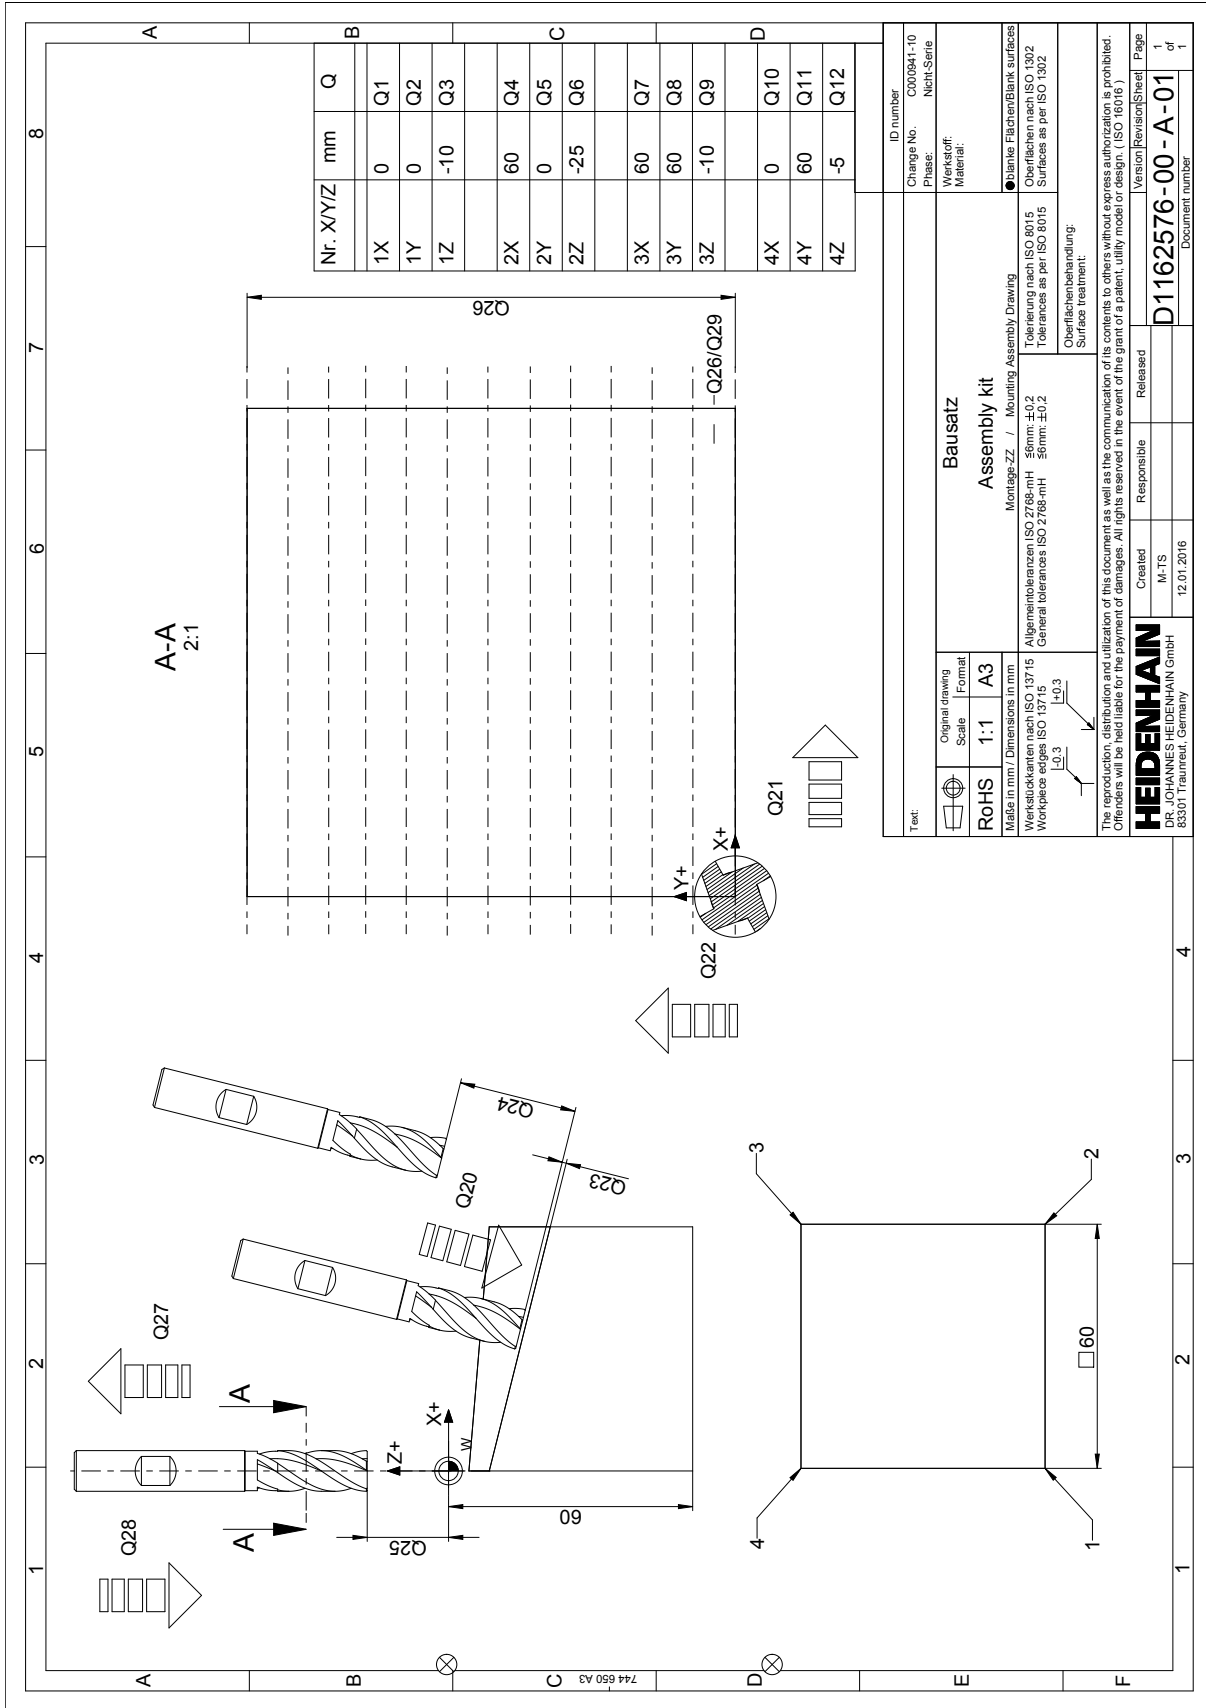 1 2 3 4 5 6 7 8
A
B
C
D
E
F
A
B
C
D
1 2 3 4
744 650 A3
Q28
Q27
A
A
Z+
X+
W
Q25
60
Q20
Q24
Q23
4
3
1
2
□60
A-A
2:1
Q26
Q26/Q29
Y+
X+
Q22
Q21
Nr. X/Y/Z mm Q
1X 0 Q1
1Y 0 Q2
1Z -10 Q3
2X 60 Q4
2Y 0 Q5
2Z -25 Q6
3X 60 Q7
3Y 60 Q8
3Z -10 Q9
4X 0 Q10
4Y 60 Q11
4Z -5 Q12
Text:
ID number
Change No. C000941-10
Phase: Nicht-Serie
Original drawing
Scale Format
1:1 A3
RoHS
Bausatz
Assembly kit
Montage-ZZ / Mounting Assembly Drawing
Werkstoff:
Material:
Maße in mm / Dimensions in mm
●blanke Flächen/Blank surfaces
Werkstückkanten nach ISO 13715
Workpiece edges ISO 13715
-0.3 +0.3
Allgemeintoleranzen ISO 2768-mH ≤6mm: ±0,2
General tolerances ISO 2768-mH ≤6mm: ±0,2
Tolerierung nach ISO 8015
Tolerances as per ISO 8015
Oberflächen nach ISO 1302
Surfaces as per ISO 1302
Oberflächenbehandlung:
Surface treatment:
The reproduction, distribution and utilization of this document as well as the communication of its contents to others without express authorization is prohibited.
Offenders will be held liable for the payment of damages. All rights reserved in the event of the grant of a patent, utility model or design. ( ISO 16016 )
HEIDENHAIN
DR. JOHANNES HEIDENHAIN GmbH
83301 Traunreut, Germany
Created Responsible Released
M-TS
12.01.2016
Version Revision Sheet Page
D1162576-00-A-01
Document number
1
of
1